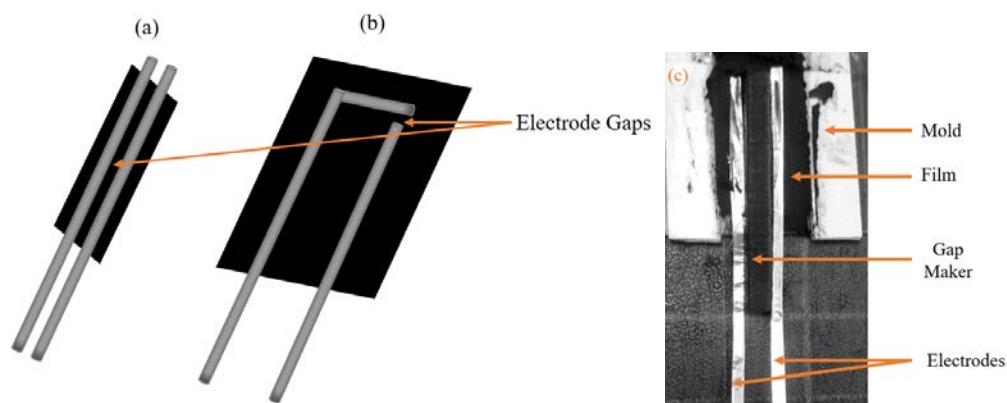 (a)
(b)
Electrode Gaps
(c)
Mold
Film
Gap
Maker
Electrodes